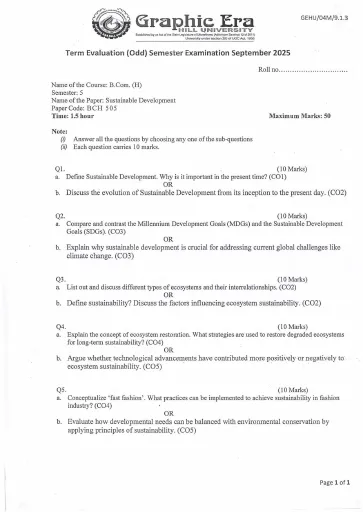 GEHU/04M/9.1.3
Graphic Era
HILL UNIVERSITY
Term Evaluation (Odd) Semester Examination September 2025
Roll no..............................
Name of the Course: B.Com. (H)
Semester: 5
Name of the Paper: Sustainable Development
Paper Code: BCH 505
Time: 1.5 hour Maximum Marks: 50
Note:
(i) Answer all the questions by choosing any one of the sub-questions
(ii) Each question carries 10 marks.
Q1. (10 Marks)
a. Define Sustainable Development. Why is it important in the present time? (CO1)
OR
b. Discuss the evolution of Sustainable Development from its inception to the present day. (CO2)
Q2. (10 Marks)
a. Compare and contrast the Millennium Development Goals (MDGs) and the Sustainable Development
Goals (SDGs). (CO3)
OR
b. Explain why sustainable development is crucial for addressing current global challenges like
climate change. (CO3)
Q3. (10 Marks)
a. List out and discuss different types of ecosystems and their interrelationships. (CO2)
OR
b. Define sustainability? Discuss the factors influencing ecosystem sustainability. (CO2)
Q4. (10 Marks)
a. Explain the concept of ecosystem restoration. What strategies are used to restore degraded ecosystems
for long-term sustainability? (CO4)
OR
b. Argue whether technological advancements have contributed more positively or negatively to
ecosystem sustainability. (CO5)
Q5. (10 Marks)
a. Conceptualize 'fast fashion'. What practices can be implemented to achieve sustainability in fashion
industry? (CO4)
OR
b. Evaluate how developmental needs can be balanced with environmental conservation by
applying principles of sustainability. (CO5)
Page 1 of 1